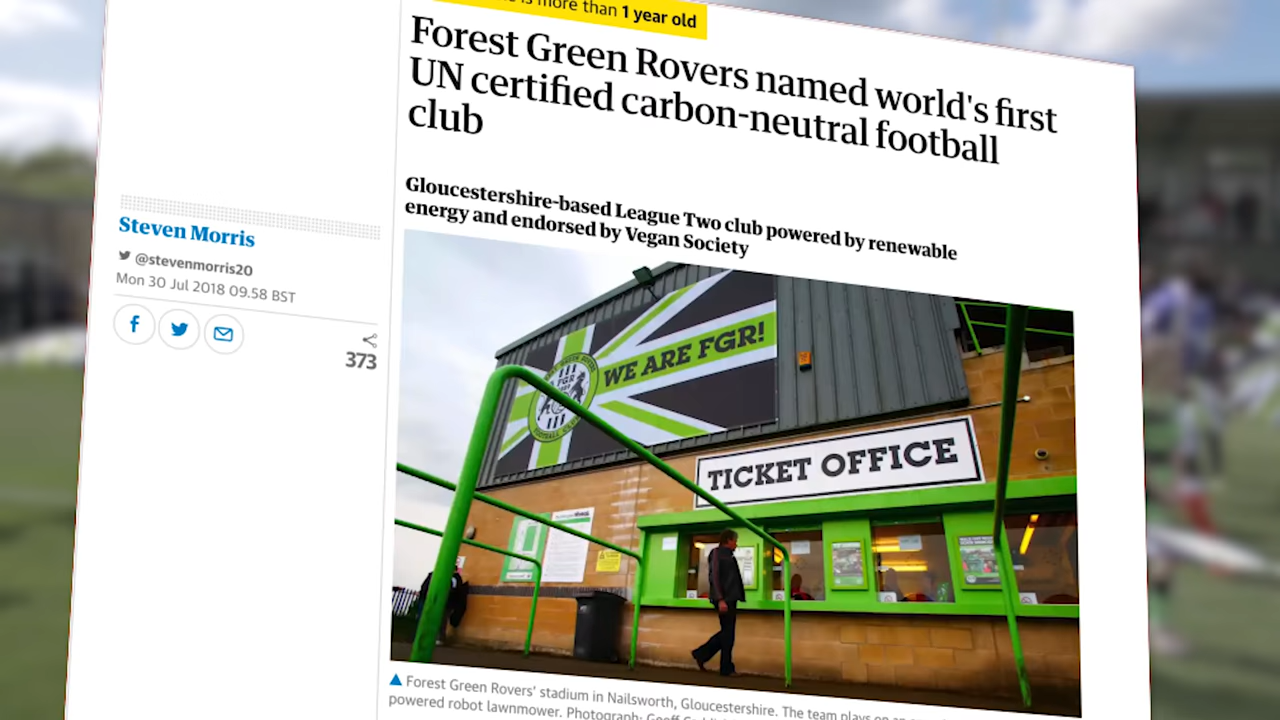 is more than 1 year old
Forest Green Rovers named world's first
UN certified carbon-neutral football
club
Gloucestershire-based League Two club powered by renewable
energy and endorsed by Vegan Society
Steven Morris
@stevenmorris20
Mon 30 Jul 2018 09.58 BST
373
WE ARE FGR!
FGR
TICKET OFFICE
Forest Green Rovers' stadium in Nailsworth, Gloucestershire. The team plays on
powered robot lawnmower. Photograph: Geoff